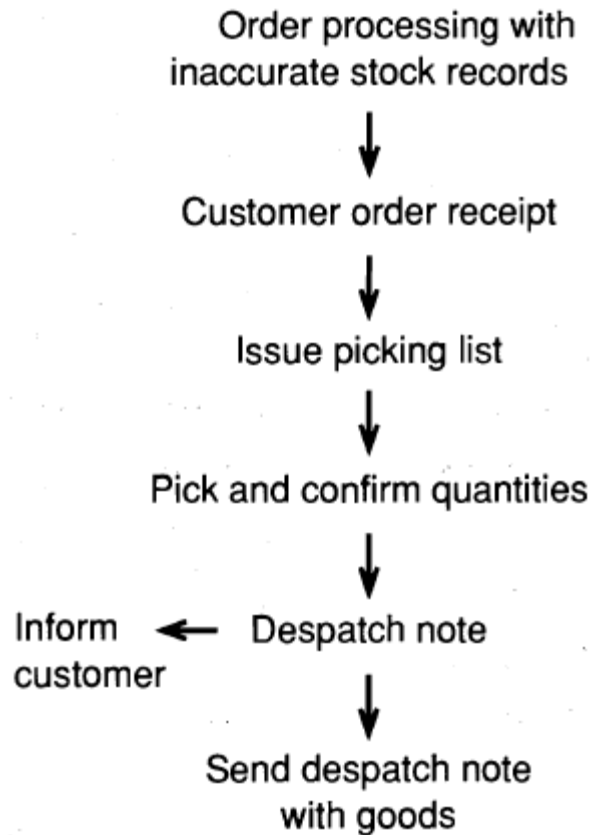 Order processing with
inaccurate stock records
Customer order receipt
Issue picking list
Pick and confirm quantities
Inform
customer
Despatch note
Send despatch note
with goods